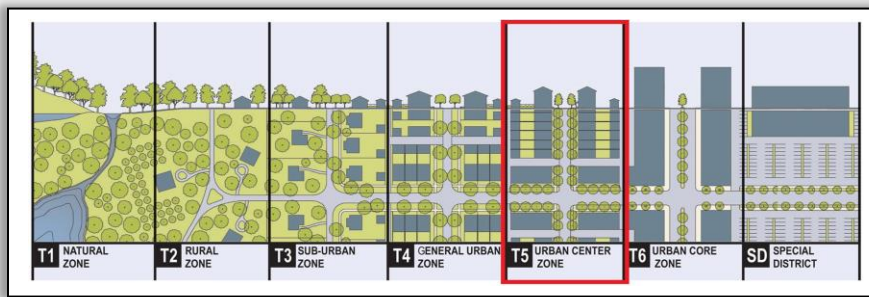 T1 NATURAL
ZONE
T2 RURAL
ZONE
T3 SUB-URBAN
ZONE
T4 GENERAL URBAN
ZONE
T5 URBAN CENTER
ZONE
T6 URBAN CORE
ZONE
SD SPECIAL
DISTRICT